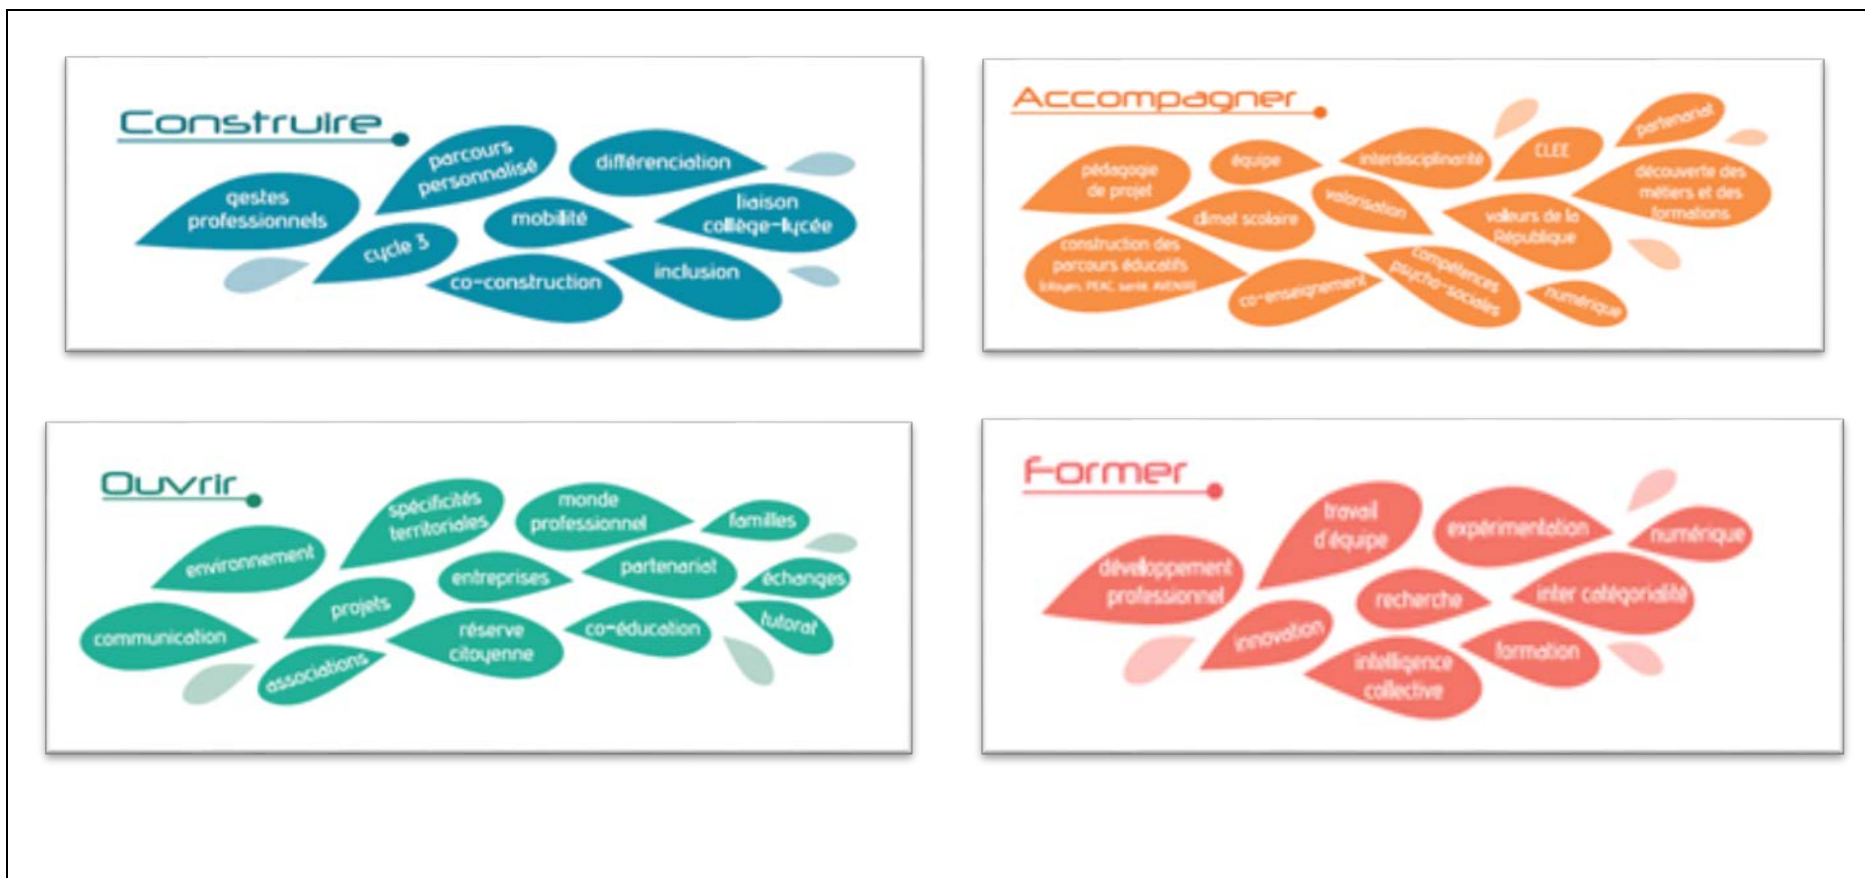 Construire
parcours
personnalisé
différenciation
gestes
professionnels
mobilité
liaison
collège-lycée
cycle 3
co-construction
inclusion
Accompagner
partenariat
pédagogie
de projet
équipe
interdisciplinarité
CLEE
découverte des
métiers et des
formations
climat scolaire
valorisation
valeurs de la
République
construction des
parcours éducatifs
(citoyen, PEAC, santé, AVENIR)
co-enseignement
compétences
psycho-sociales
numérique
Ouvrir
spécificités
territoriales
monde
professionnel
familles
environnement
entreprises
partenariat
échanges
projets
communication
réserve
citoyenne
co-éducation
tutorat
associations
Former
travail
d'équipe
expérimentation
numérique
développement
professionnel
recherche
inter catégorialité
innovation
intelligence
collective
formation